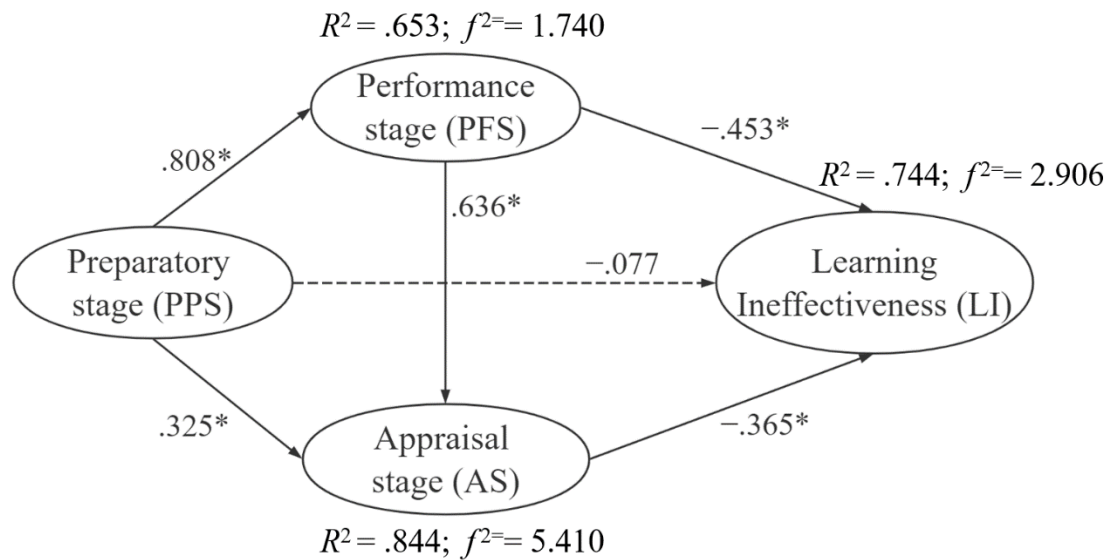 R² = .653; f²⁼ = 1.740
Performance
stage (PFS)
−.453*
.808*
R² = .744; f²⁼ = 2.906
.636*
Preparatory
stage (PPS)
−.077
Learning
Ineffectiveness (LI)
.325*
−.365*
Appraisal
stage (AS)
R² = .844; f²⁼ = 5.410